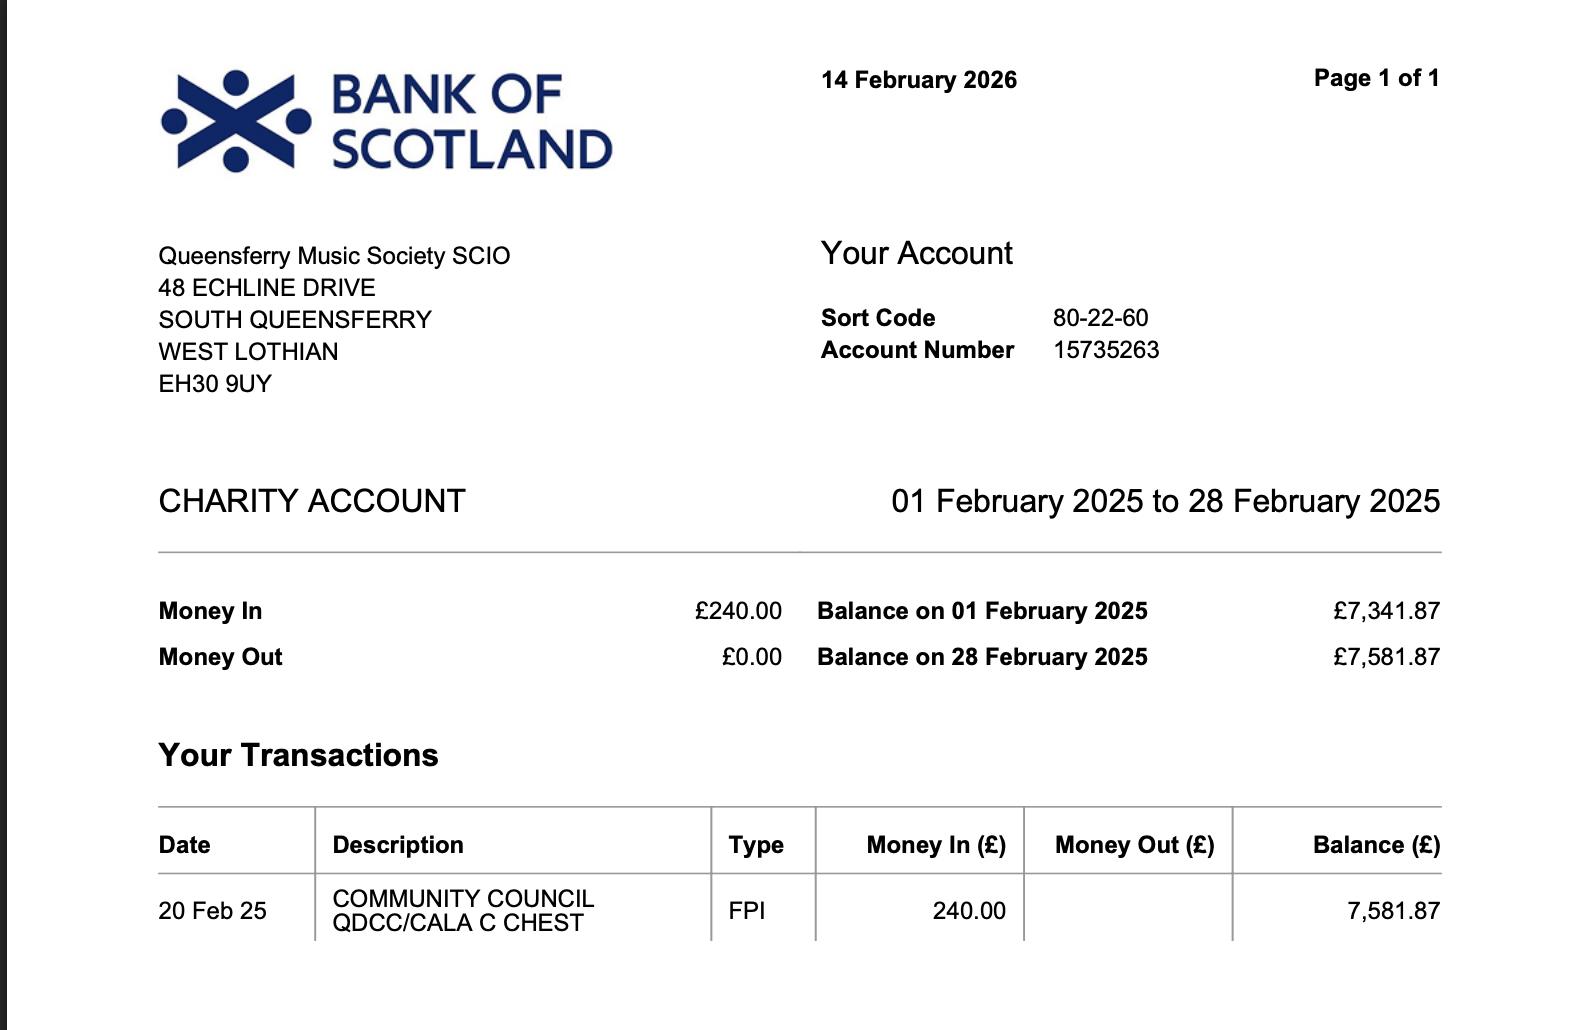 BANK OF
SCOTLAND
14 February 2026
Page 1 of 1
Queensferry Music Society SCIO
48 ECHLINE DRIVE
SOUTH QUEENSFERRY
WEST LOTHIAN
EH30 9UY
Your Account
Sort Code 80-22-60
Account Number 15735263
CHARITY ACCOUNT
01 February 2025 to 28 February 2025
Money In £240.00 Balance on 01 February 2025 £7,341.87
Money Out £0.00 Balance on 28 February 2025 £7,581.87
Your Transactions
Date Description Type Money In (£) Money Out (£) Balance (£)
20 Feb 25 COMMUNITY COUNCIL
QDCC/CALA C CHEST FPI 240.00 7,581.87